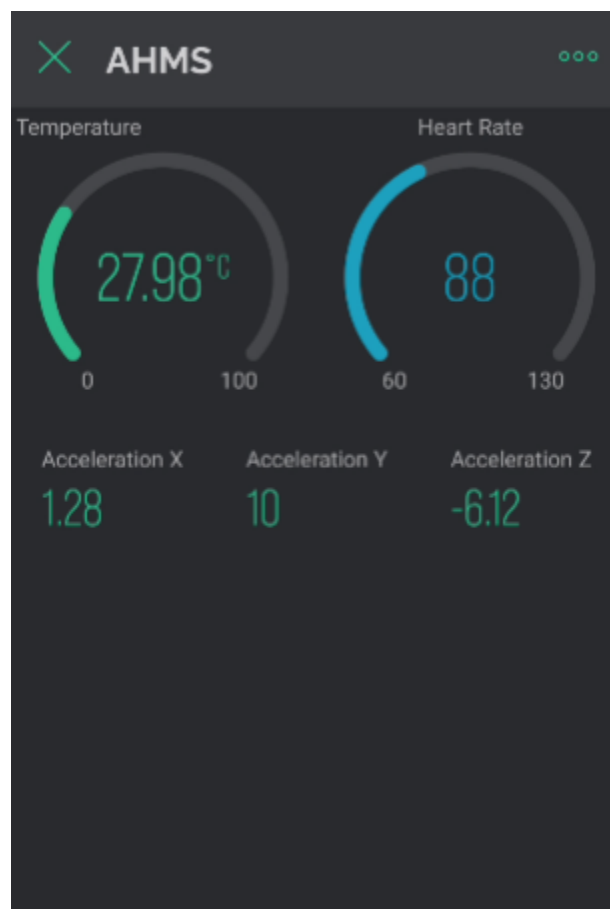 AHMS
Temperature Heart Rate
27.98°C 88
0 100 60 130
Acceleration X Acceleration Y Acceleration Z
1.28 10 -6.12